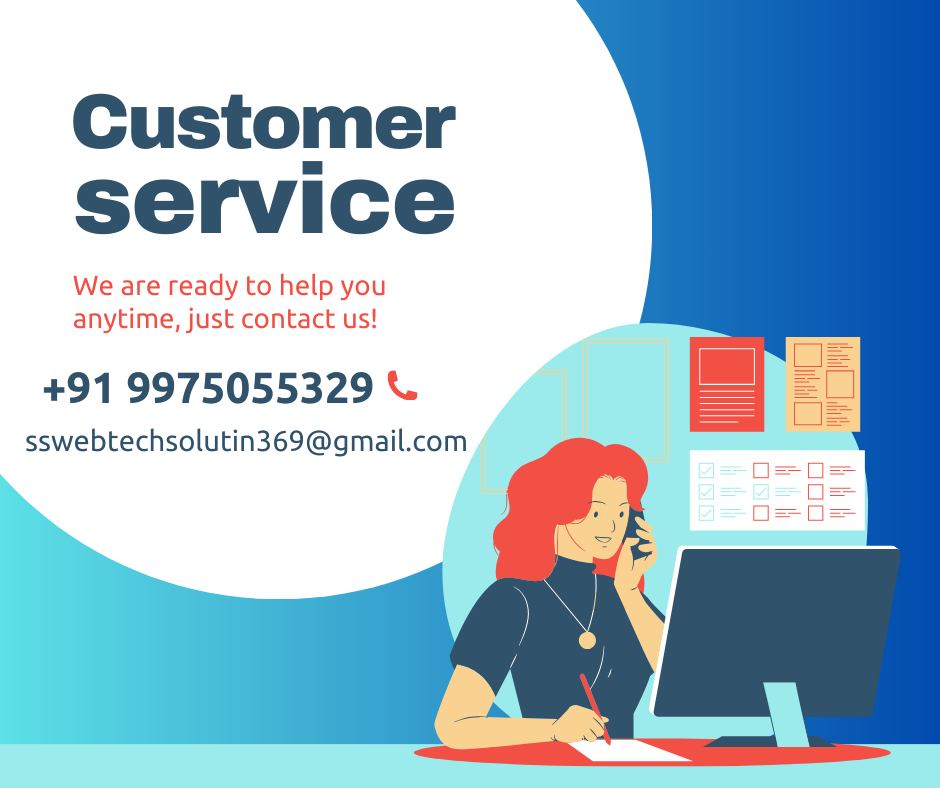 Customer
service
We are ready to help you
anytime, just contact us!
+91 9975055329
sswebtechsolutin369@gmail.com